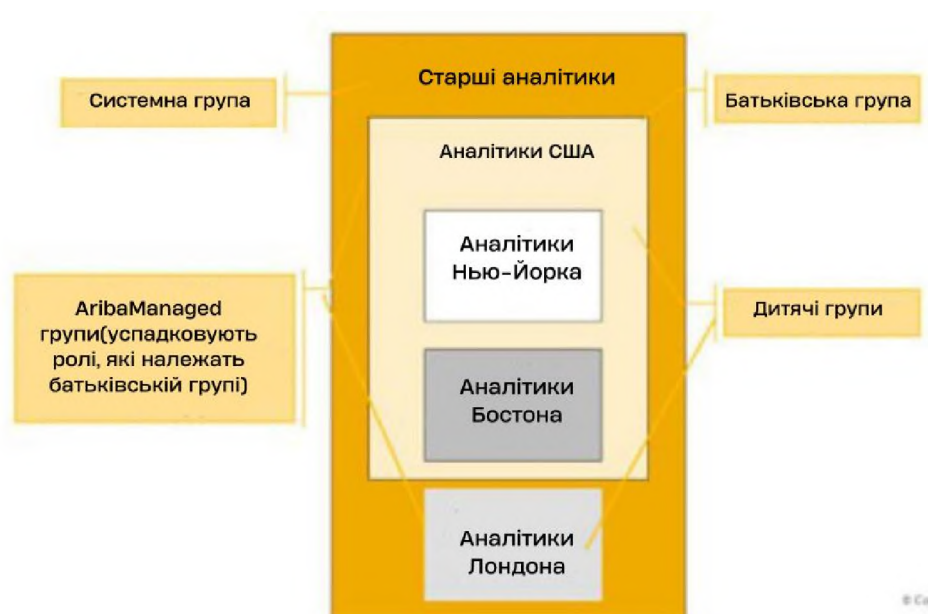 Старші аналітики
Системна група
Батьківська група
Аналітики США
Аналітики
Нью-Йорка
AribaManaged
групи(успадковують
ролі, які належать
батьківській групі)
Дитячі групи
Аналітики
Бостона
Аналітики
Лондона